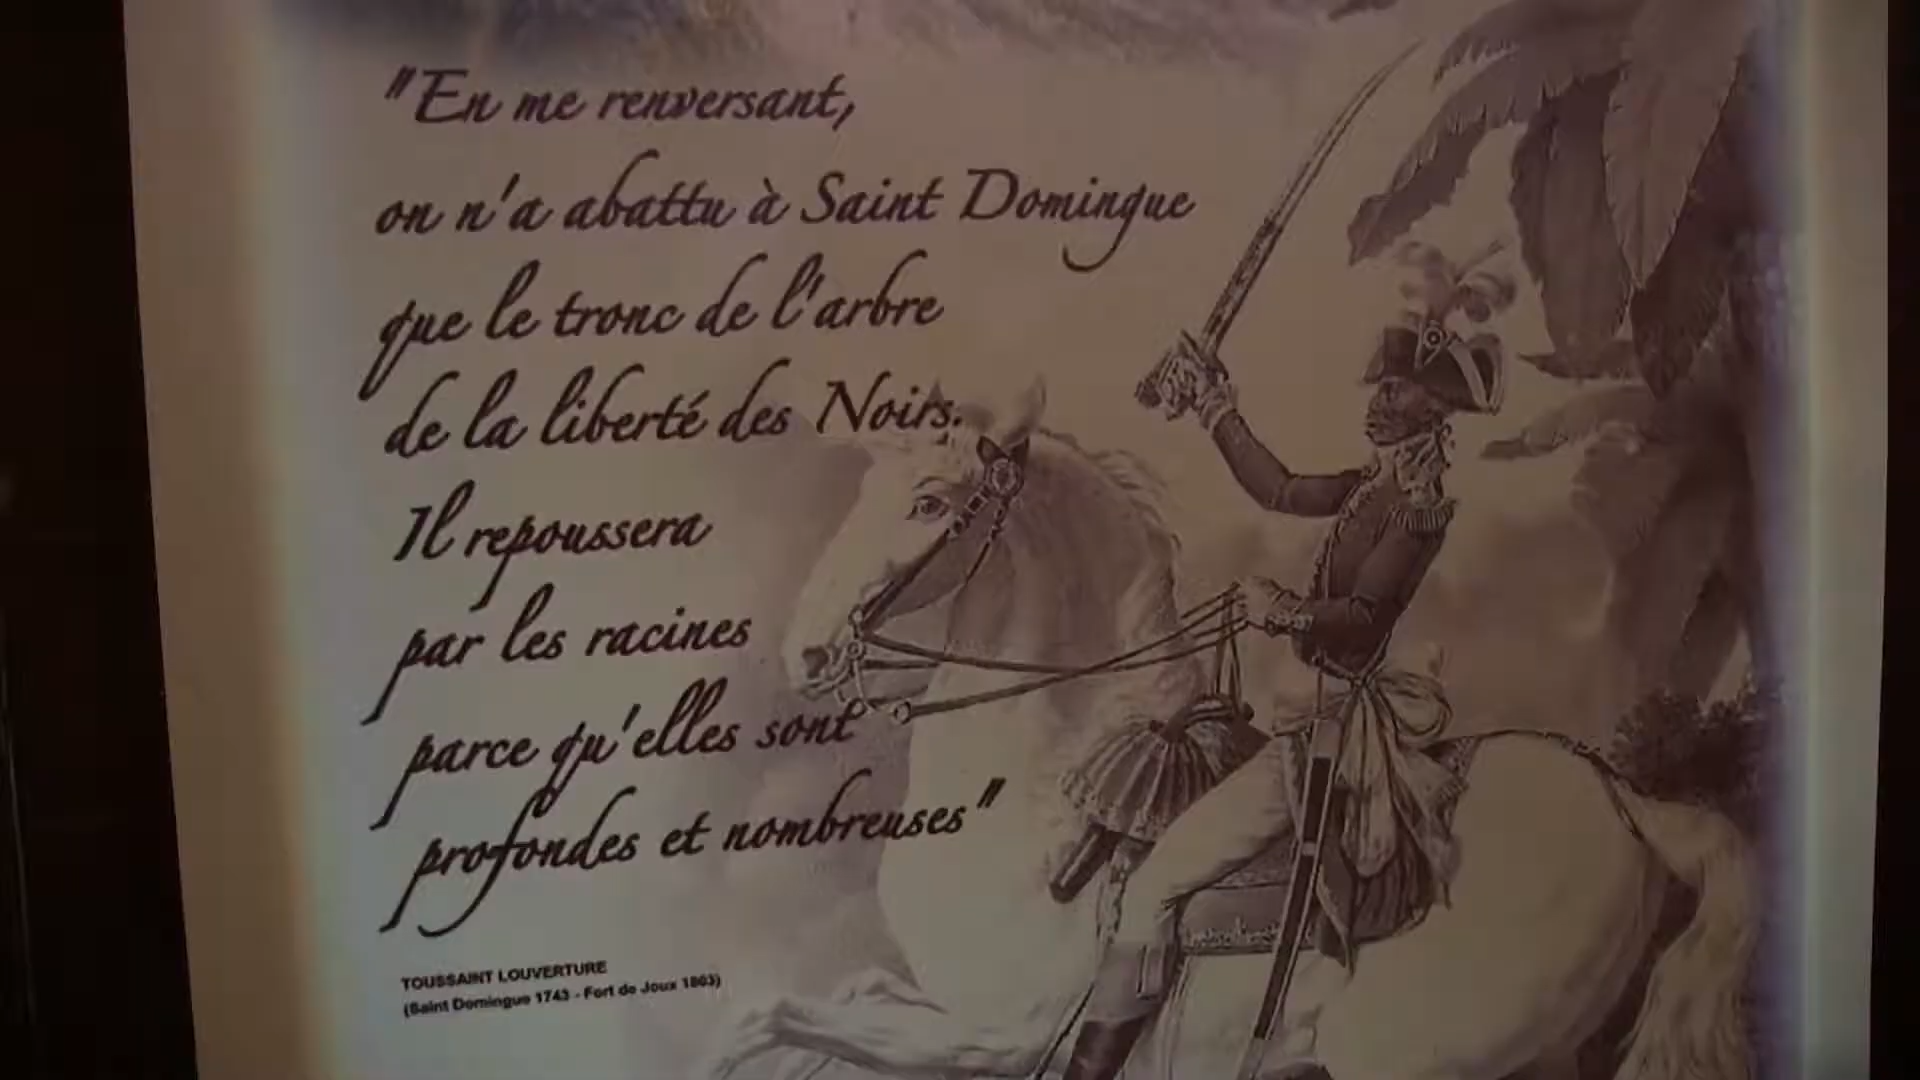 "En me renversant,
on n'a abattu à Saint Domingue
que le tronc de l'arbre
de la liberté des Noirs.
Il repoussera
par les racines
parce qu'elles sont
profondes et nombreuses"
TOUSSAINT LOUVERTURE
(Saint Domingue 1743 - Fort de Joux 1803)